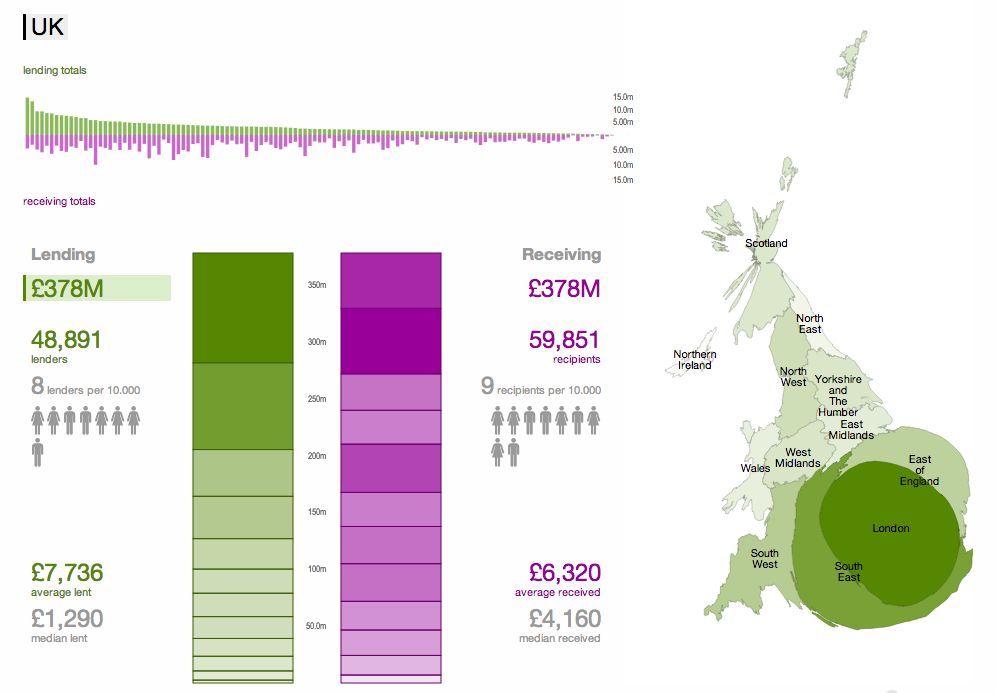 UK
lending totals
15.0m
10.0m
5.00m
5.00m
10.0m
15.0m
receiving totals
Lending
£378M
48,891
lenders
8 lenders per 10.000
£7,736
average lent
£1,290
median lent
350m
300m
250m
200m
150m
100m
50.0m
Receiving
£378M
59,851
recipients
9 recipients per 10.000
£6,320
average received
£4,160
median received
Scotland
North
East
Northern
Ireland
North
West
Yorkshire
and
The
Humber
East
Midlands
West
Midlands
Wales
East
of
England
London
South
West
South
East